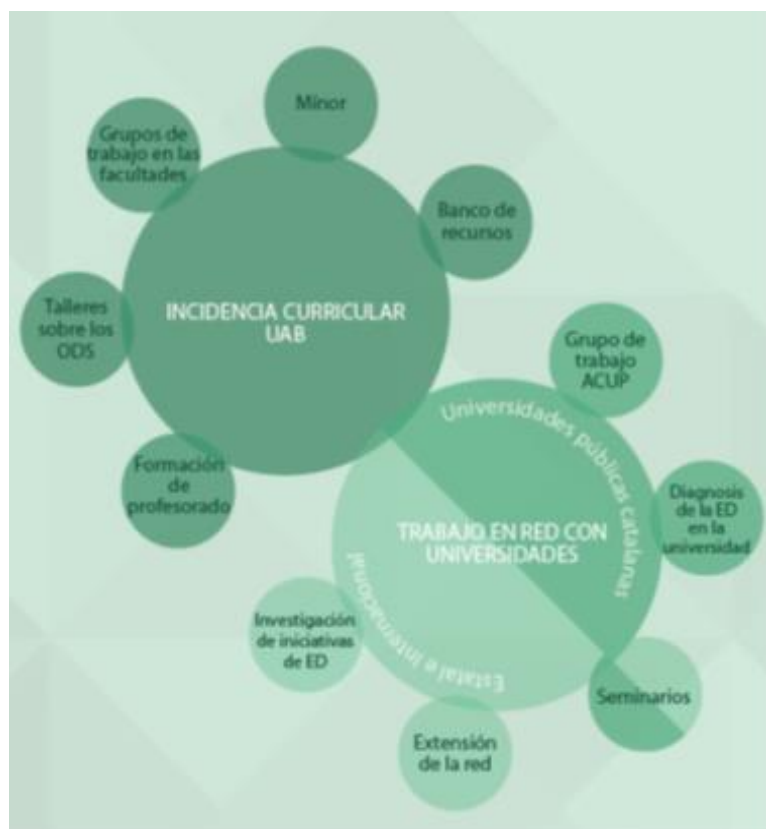 Minor
Grupos de
trabajo en las
facultades
Banco de
recursos
INCIDENCIA CURRICULAR
UAB
Talleres
sobre los
ODS
Formación
de
profesorado
Grupo de
trabajo
ACUP
Universidades públicas catalanas
Diagnosis
de la ED
en la
universidad
TRABAJO EN RED CON
UNIVERSIDADES
Estatal e internacional
Investigación
de iniciativas
de ED
Seminarios
Extensión
de la red